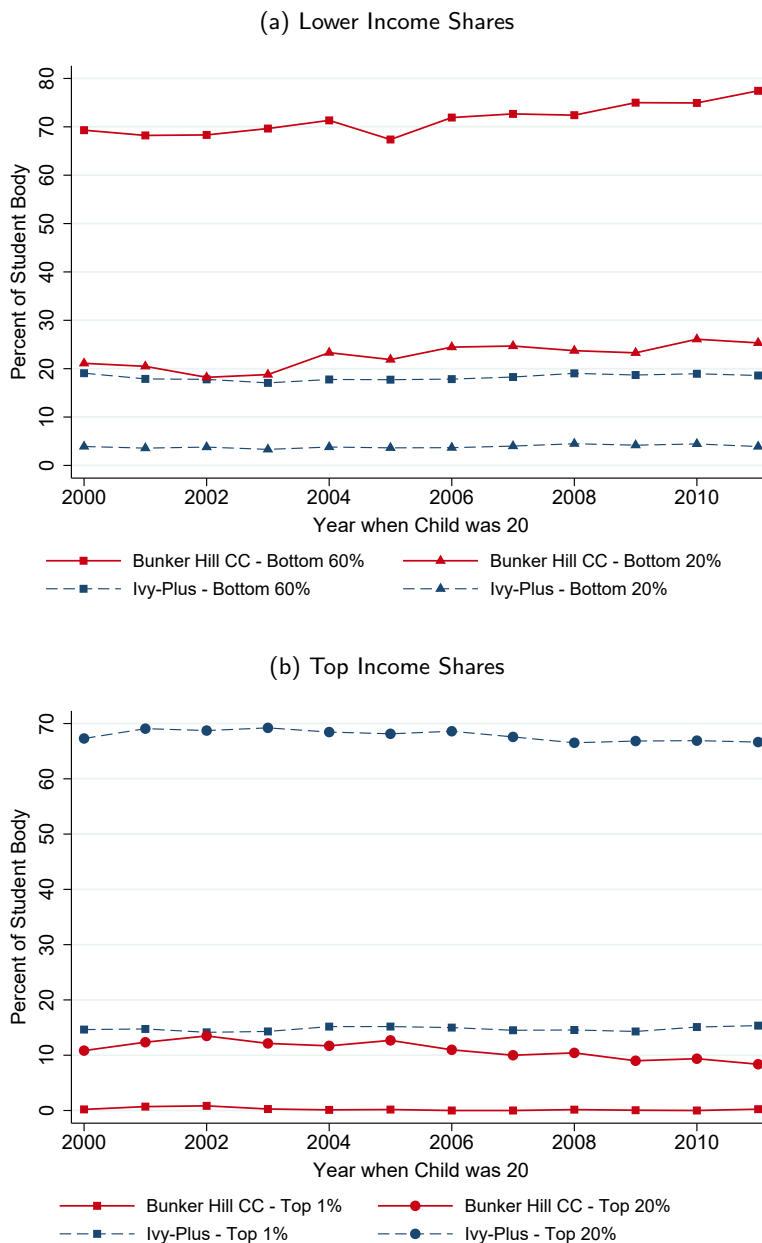 (a) Lower Income Shares
Percent of Student Body
80
70
60
50
40
30
20
10
0
2000 2002 2004 2006 2008 2010
Year when Child was 20
Bunker Hill CC - Bottom 60% Bunker Hill CC - Bottom 20%
Ivy-Plus - Bottom 60% Ivy-Plus - Bottom 20%
(b) Top Income Shares
Percent of Student Body
70
60
50
40
30
20
10
0
2000 2002 2004 2006 2008 2010
Year when Child was 20
Bunker Hill CC - Top 1% Bunker Hill CC - Top 20%
Ivy-Plus - Top 1% Ivy-Plus - Top 20%